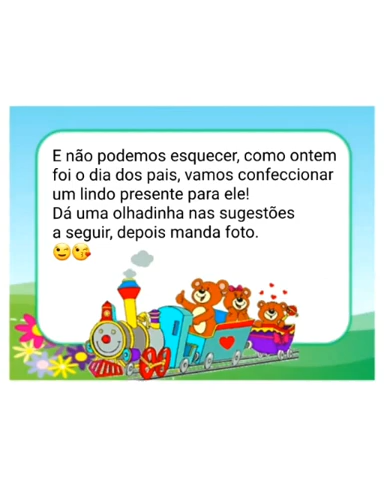 E não podemos esquecer, como ontem
foi o dia dos pais, vamos confeccionar
um lindo presente para ele!
Dá uma olhadinha nas sugestões
a seguir, depois manda foto.
😉😘